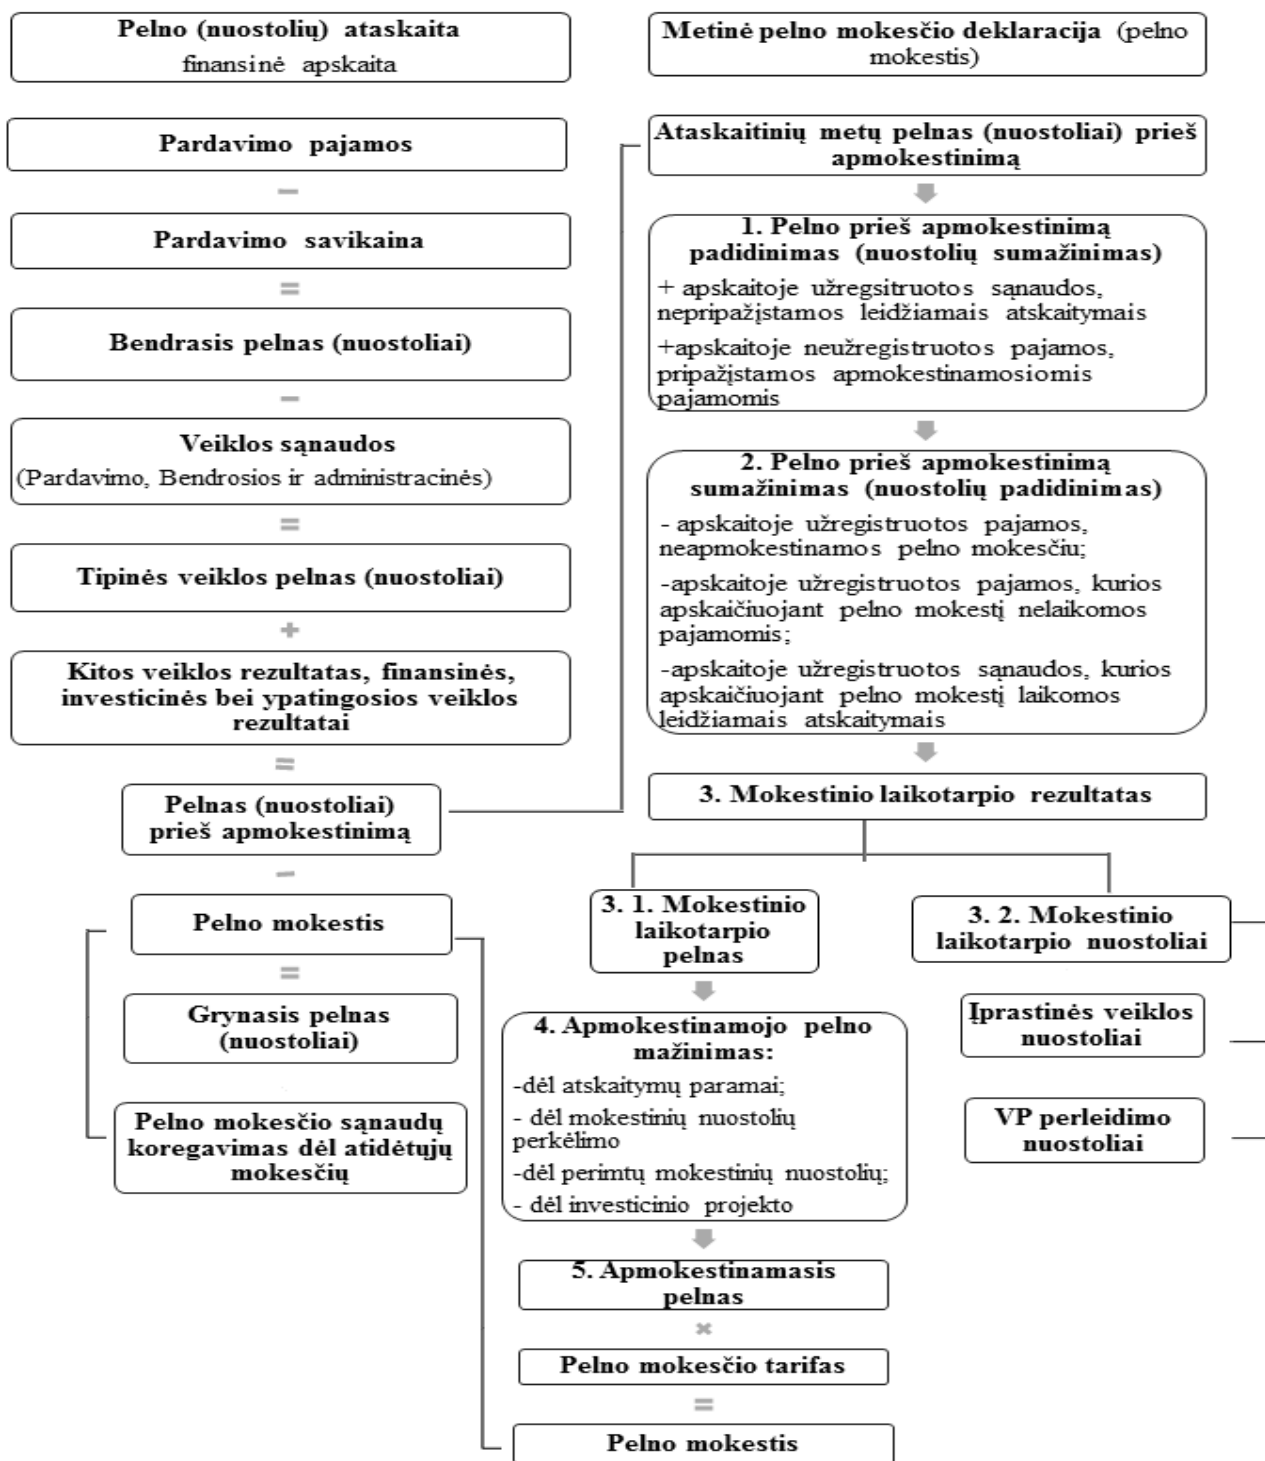 Pelno (nuostolių) ataskaita
finansinė apskaita
Pardavimo pajamos
–
Pardavimo savikaina
=
Bendrasis pelnas (nuostoliai)
–
Veiklos sąnaudos
(Pardavimo, Bendrosios ir administracinės)
=
Tipinės veiklos pelnas (nuostoliai)
+
Kitos veiklos rezultatas, finansinės,
investicinės bei ypatingosios veiklos
rezultatai
=
Pelnas (nuostoliai)
prieš apmokestinimą
–
Pelno mokestis
=
Grynasis pelnas
(nuostoliai)
Pelno mokesčio sąnaudų
koregavimas dėl atidėtųjų
mokesčių
Metinė pelno mokesčio deklaracija (pelno
mokestis)
Ataskaitinių metų pelnas (nuostoliai) prieš
apmokestinimą
1. Pelno prieš apmokestinimą
padidinimas (nuostolių sumažinimas)
+ apskaitoje užregsitruotos sąnaudos,
nepripažįstamos leidžiamais atskaitymais
+apskaitoje neužregistruotos pajamos,
pripažįstamos apmokestinamosiomis
pajamomis
2. Pelno prieš apmokestinimą
sumažinimas (nuostolių padidinimas)
- apskaitoje užregistruotos pajamos,
neapmokestinamos pelno mokesčiu;
-apskaitoje užregistruotos pajamos, kurios
apskaičiuojant pelno mokestį nelaikomos
pajamomis;
-apskaitoje užregistruotos sąnaudos, kurios
apskaičiuojant pelno mokestį laikomos
leidžiamais atskaitymais
3. Mokestinio laikotarpio rezultatas
3. 1. Mokestinio
laikotarpio
pelnas
4. Apmokestinamojo pelno
mažinimas:
-dėl atskaitymų paramai;
- dėl mokestinių nuostolių
perkėlimo
-dėl perimtų mokestinių nuostolių;
- dėl investicinio projekto
5. Apmokestinamasis
pelnas
×
Pelno mokesčio tarifas
=
Pelno mokestis
3. 2. Mokestinio
laikotarpio nuostoliai
Įprastinės veiklos
nuostoliai
VP perleidimo
nuostoliai